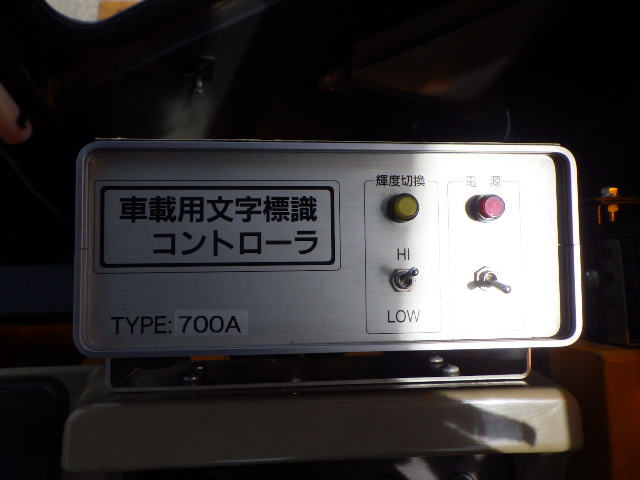 車載用文字標識
コントローラ
TYPE: 700A
輝度切換
HI
LOW
電 源